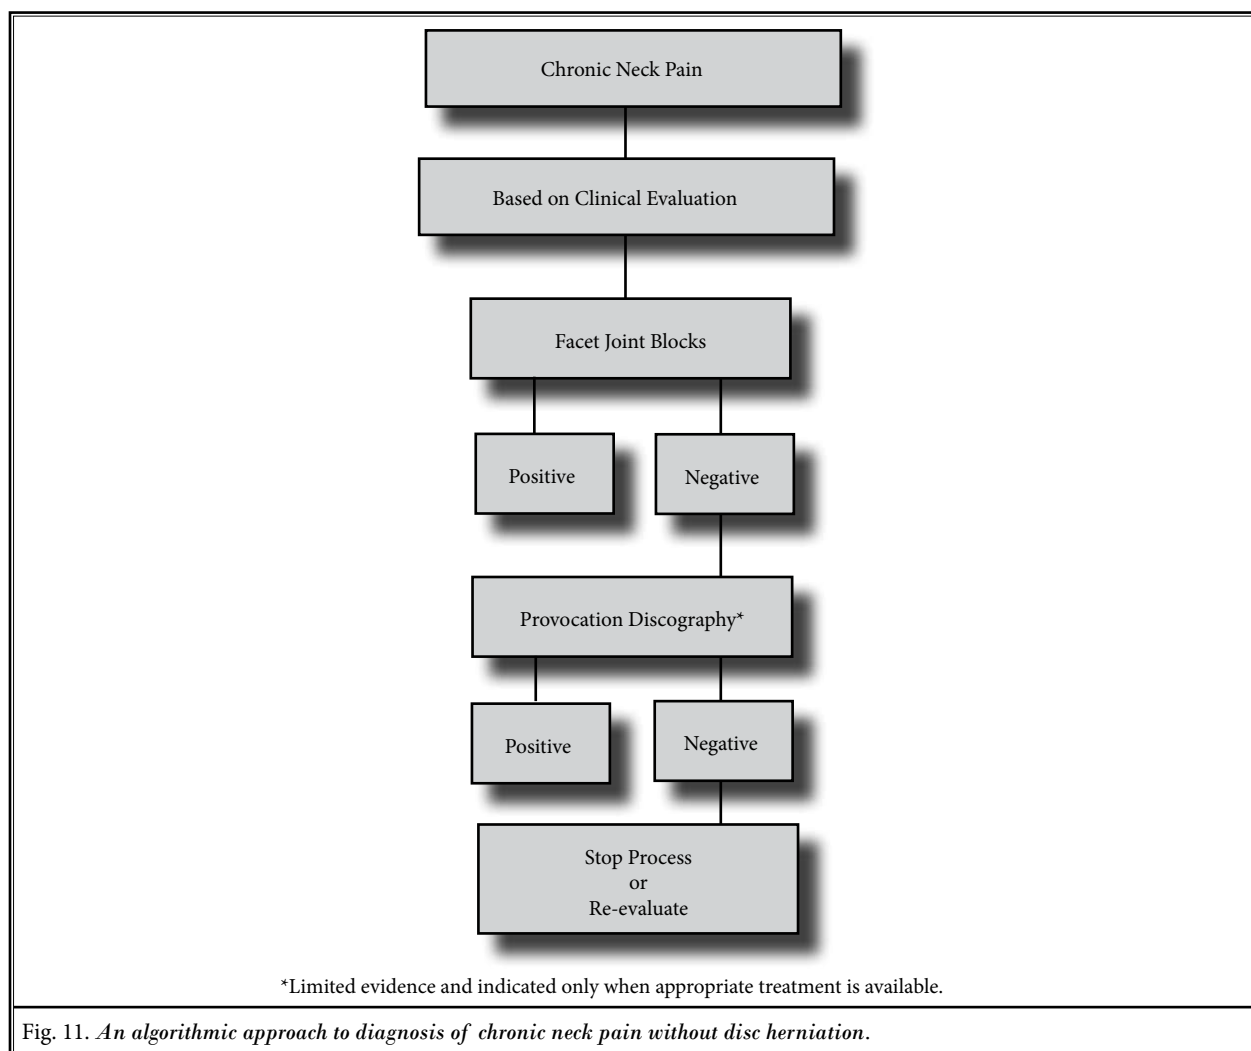 Chronic Neck Pain
Based on Clinical Evaluation
Facet Joint Blocks
Positive
Negative
Provocation Discography*
Positive
Negative
Stop Process
or
Re-evaluate
*Limited evidence and indicated only when appropriate treatment is available.
Fig. 11. An algorithmic approach to diagnosis of chronic neck pain without disc herniation.